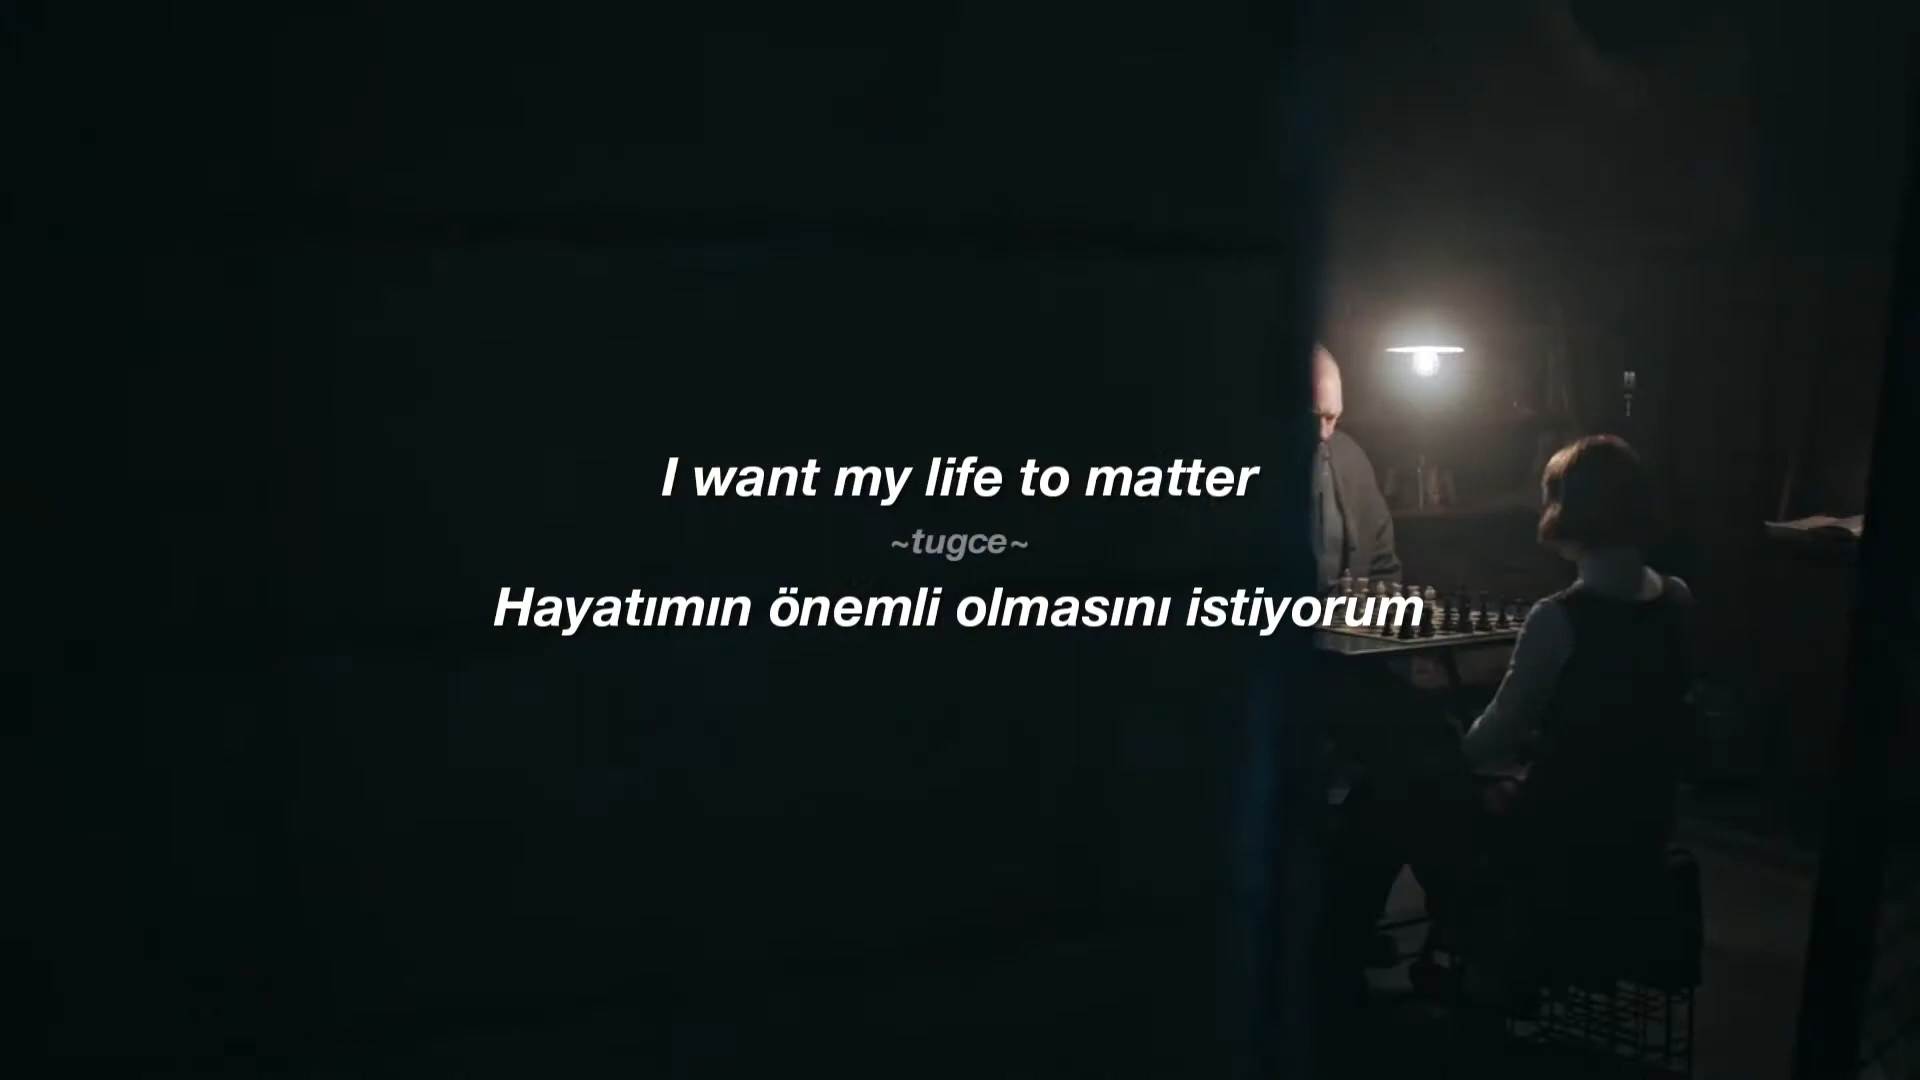 I want my life to matter
~tugce~
Hayatımın önemli olmasını istiyorum